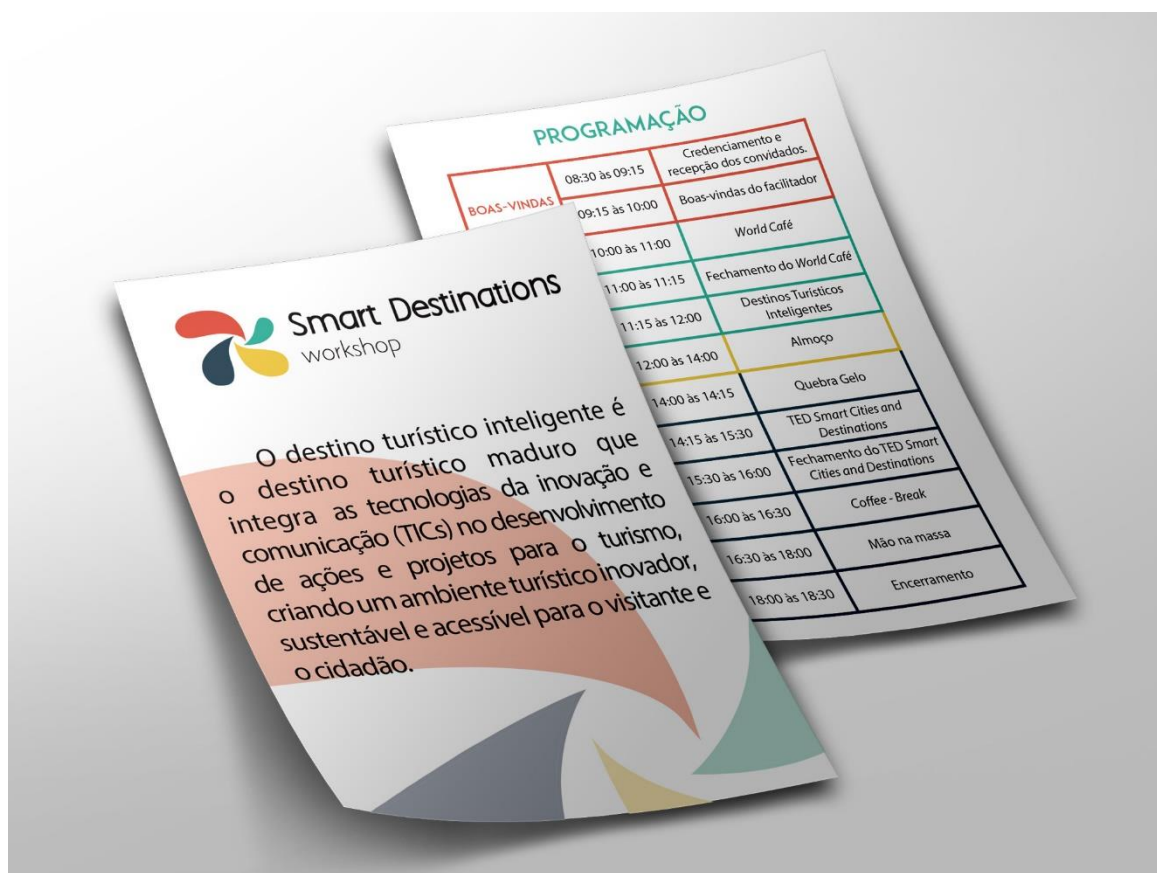 Smart Destinations
workshop
O destino turístico inteligente é
o destino turístico maduro que
integra as tecnologias da inovação e
comunicação (TICs) no desenvolvimento
de ações e projetos para o turismo,
criando um ambiente turístico inovador,
sustentável e acessível para o visitante e
o cidadão.
PROGRAMAÇÃO
BOAS-VINDAS
08:30 às 09:15
Credenciamento e
recepção dos convidados.
09:15 às 10:00
Boas-vindas do facilitador
10:00 às 11:00
World Café
11:00 às 11:15
Fechamento do World Café
11:15 às 12:00
Destinos Turísticos
Inteligentes
12:00 às 14:00
Almoço
14:00 às 14:15
Quebra Gelo
14:15 às 15:30
TED Smart Cities and
Destinations
15:30 às 16:00
Fechamento do TED Smart
Cities and Destinations
16:00 às 16:30
Coffee - Break
16:30 às 18:00
Mão na massa
18:00 às 18:30
Encerramento